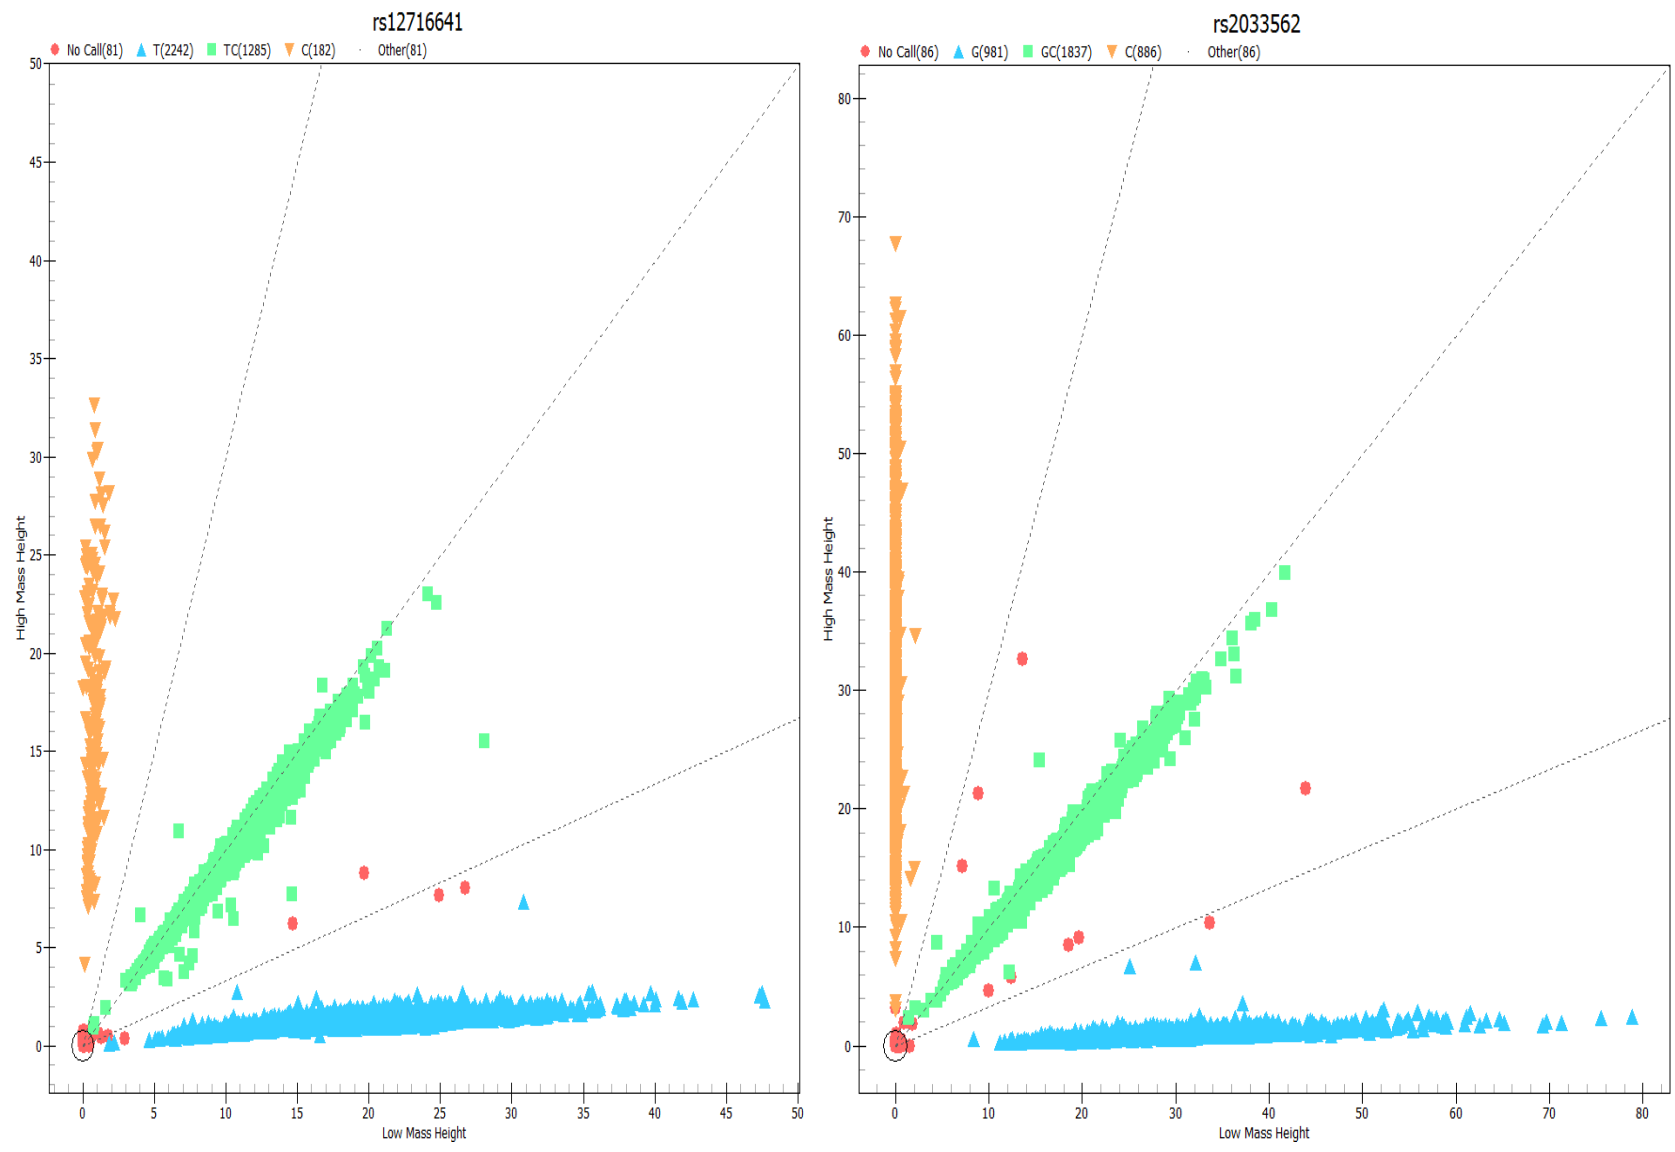 rs12716641
No Call(81) T(2242) TC(1285) C(182) Other(81)
50
45
40
35
30
25
20
15
10
5
0
High Mass Height
0 5 10 15 20 25 30 35 40 45 50
Low Mass Height
rs2033562
No Call(86) G(981) GC(1837) C(886) Other(86)
80
70
60
50
40
30
20
10
0
High Mass Height
0 10 20 30 40 50 60 70 80
Low Mass Height